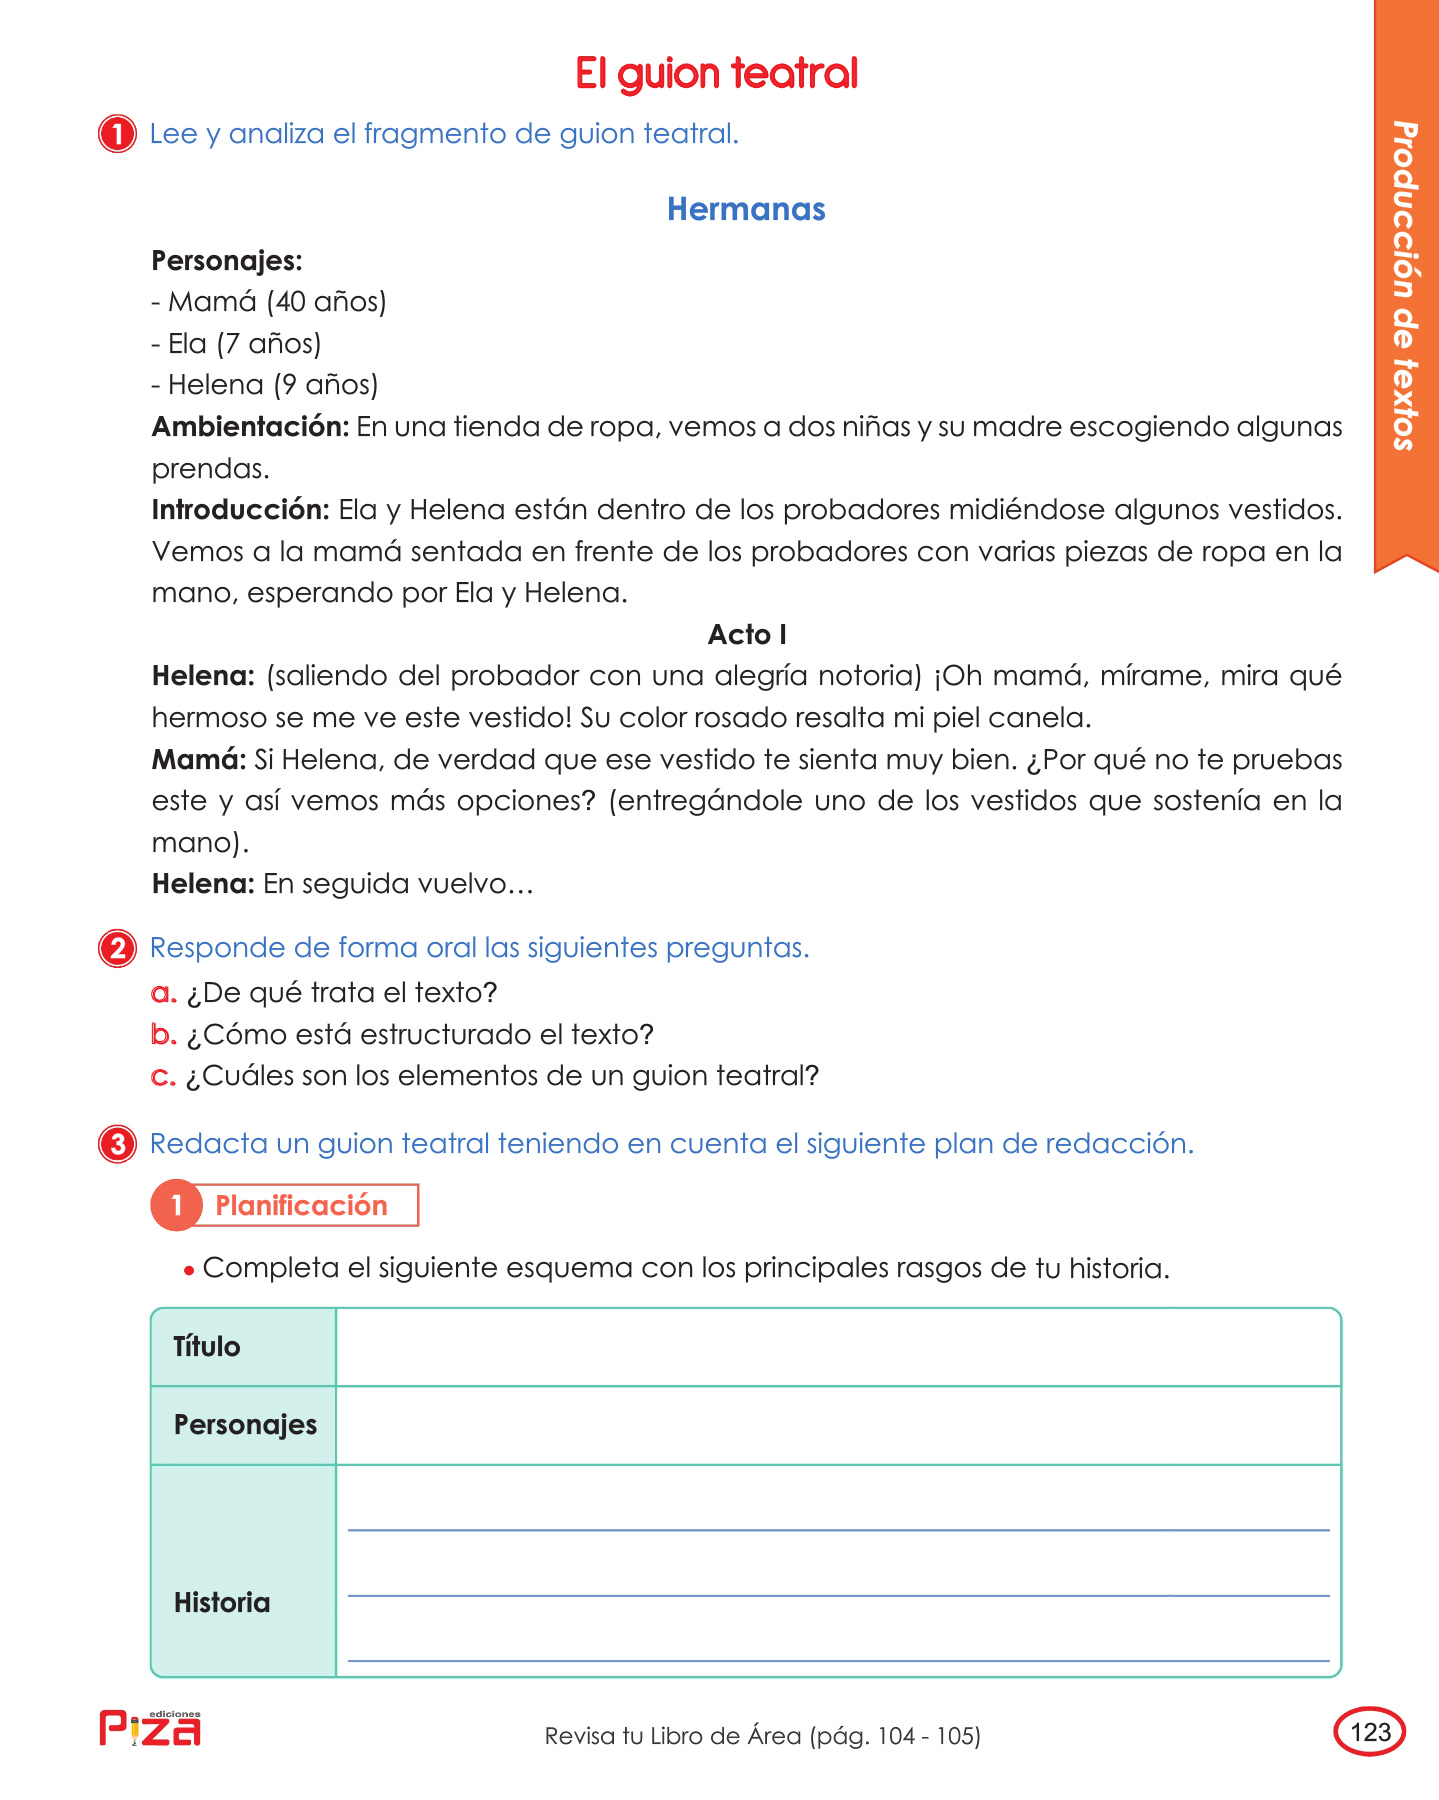 El guion teatral
1 Lee y analiza el fragmento de guion teatral.
Hermanas
Personajes:
- Mamá (40 años)
- Ela (7 años)
- Helena (9 años)
Ambientación: En una tienda de ropa, vemos a dos niñas y su madre escogiendo algunas
prendas.
Introducción: Ela y Helena están dentro de los probadores midiéndose algunos vestidos.
Vemos a la mamá sentada en frente de los probadores con varias piezas de ropa en la
mano, esperando por Ela y Helena.
Acto I
Helena: (saliendo del probador con una alegría notoria) ¡Oh mamá, mírame, mira qué
hermoso se me ve este vestido! Su color rosado resalta mi piel canela.
Mamá: Si Helena, de verdad que ese vestido te sienta muy bien. ¿Por qué no te pruebas
este y así vemos más opciones? (entregándole uno de los vestidos que sostenía en la
mano).
Helena: En seguida vuelvo…
2 Responde de forma oral las siguientes preguntas.
a. ¿De qué trata el texto?
b. ¿Cómo está estructurado el texto?
c. ¿Cuáles son los elementos de un guion teatral?
3 Redacta un guion teatral teniendo en cuenta el siguiente plan de redacción.
1 Planificación
• Completa el siguiente esquema con los principales rasgos de tu historia.
Título
Personajes
Historia
Producción de textos
ediciones
Piza
Revisa tu Libro de Área (pág. 104 - 105)
123